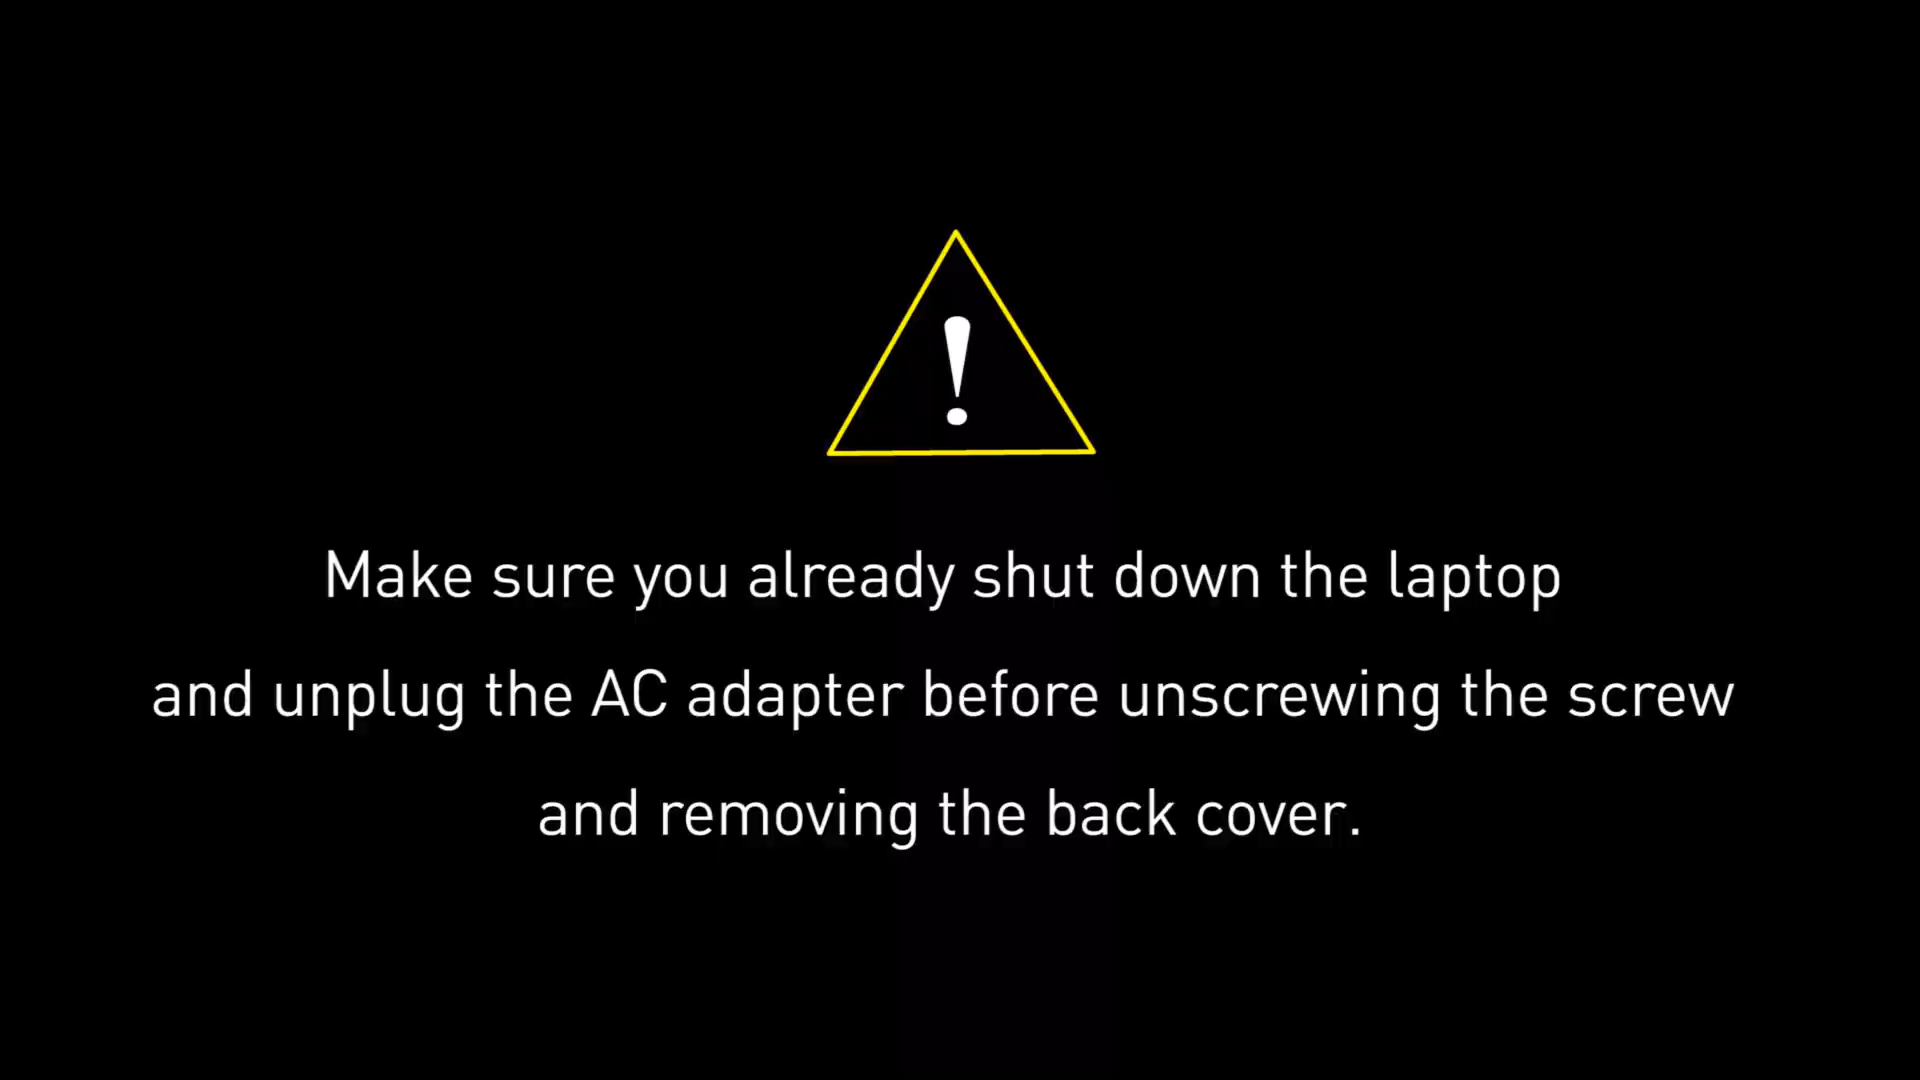 !
Make sure you already shut down the laptop
and unplug the AC adapter before unscrewing the screw
and removing the back cover.